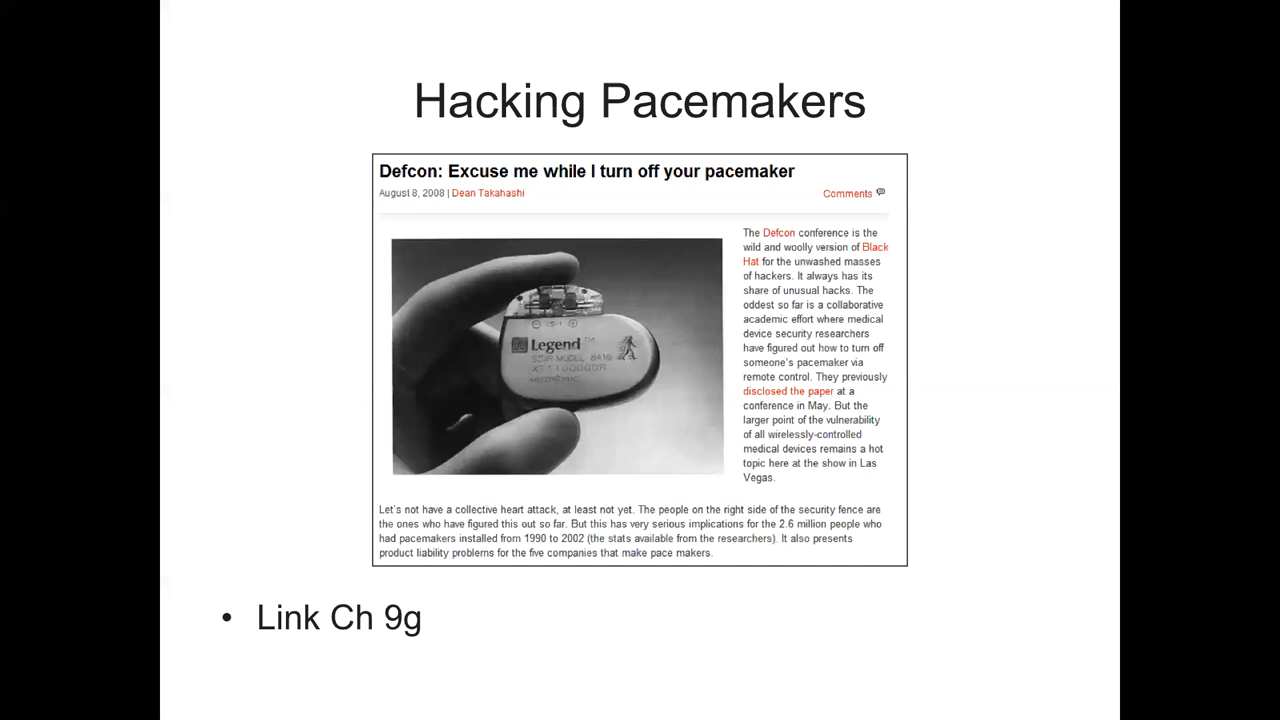 Hacking Pacemakers
Defcon: Excuse me while I turn off your pacemaker
August 8, 2008 | Dean Takahashi
Comments
The Defcon conference is the
wild and woolly version of Black
Hat for the unwashed masses
of hackers. It always has its
share of unusual hacks. The
oddest so far is a collaborative
academic effort where medical
device security researchers
have figured out how to turn off
someone's pacemaker via
remote control. They previously
disclosed the paper at a
conference in May. But the
larger point of the vulnerability
of all wirelessly-controlled
medical devices remains a hot
topic here at the show in Las
Vegas.
Legend™
SSIR MODEL 8416
Let's not have a collective heart attack, at least not yet. The people on the right side of the security fence are
the ones who have figured this out so far. But this has very serious implications for the 2.6 million people who
had pacemakers installed from 1990 to 2002 (the stats available from the researchers). It also presents
product liability problems for the five companies that make pace makers.
• Link Ch 9g